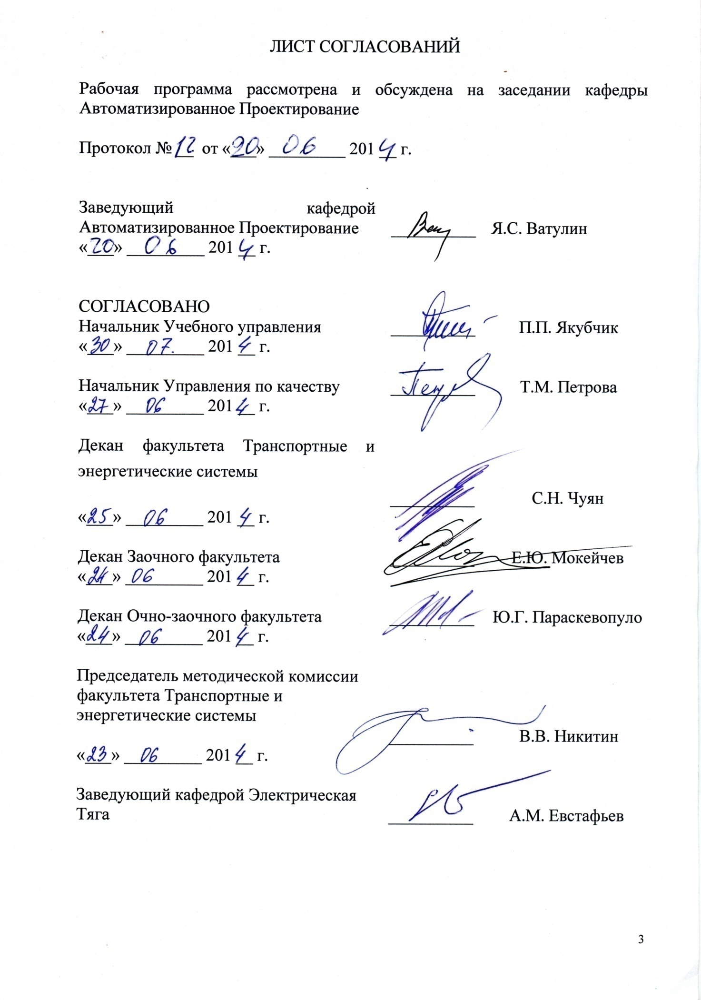 ЛИСТ СОГЛАСОВАНИЙ
Рабочая программа рассмотрена и обсуждена на заседании кафедры
Автоматизированное Проектирование
Протокол № 12 от «20» 06 2014 г.
Заведующий кафедрой
Автоматизированное Проектирование Я.С. Ватулин
«20» 06 2014 г.
СОГЛАСОВАНО
Начальник Учебного управления П.П. Якубчик
«30» 07. 2014 г.
Начальник Управления по качеству Т.М. Петрова
«27» 06 2014 г.
Декан факультета Транспортные и
энергетические системы
С.Н. Чуян
«25» 06 2014 г.
Декан Заочного факультета Е.Ю. Мокейчев
«24» 06 2014 г.
Декан Очно-заочного факультета Ю.Г. Параскевопуло
«24» 06 2014 г.
Председатель методической комиссии
факультета Транспортные и
энергетические системы
В.В. Никитин
«23» 06 2014 г.
Заведующий кафедрой Электрическая
Тяга А.М. Евстафьев
3